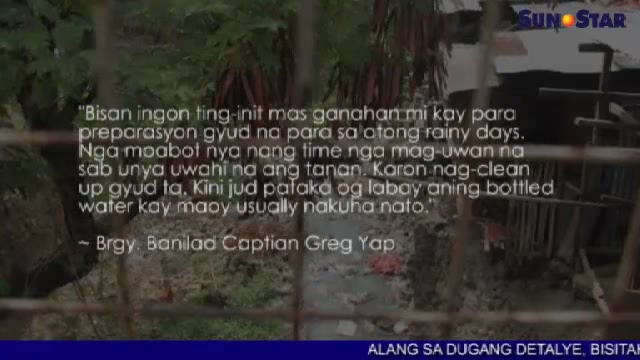 SUN STAR
"Bisan ingon ting-init mas ganahan mi kay para
preparasyon gyud na para sa atong rainy days.
Nga moabot nya nang time nga mag-uwan na
sab unya uwahi na ang tanan. Karon nag-clean
up gyud ta. Kini jud pataka og labay aning bottled
water kay maoy usually nakuha nato."
~ Brgy. Banilad Captian Greg Yap
ALANG SA DUGANG DETALYE, BISITA